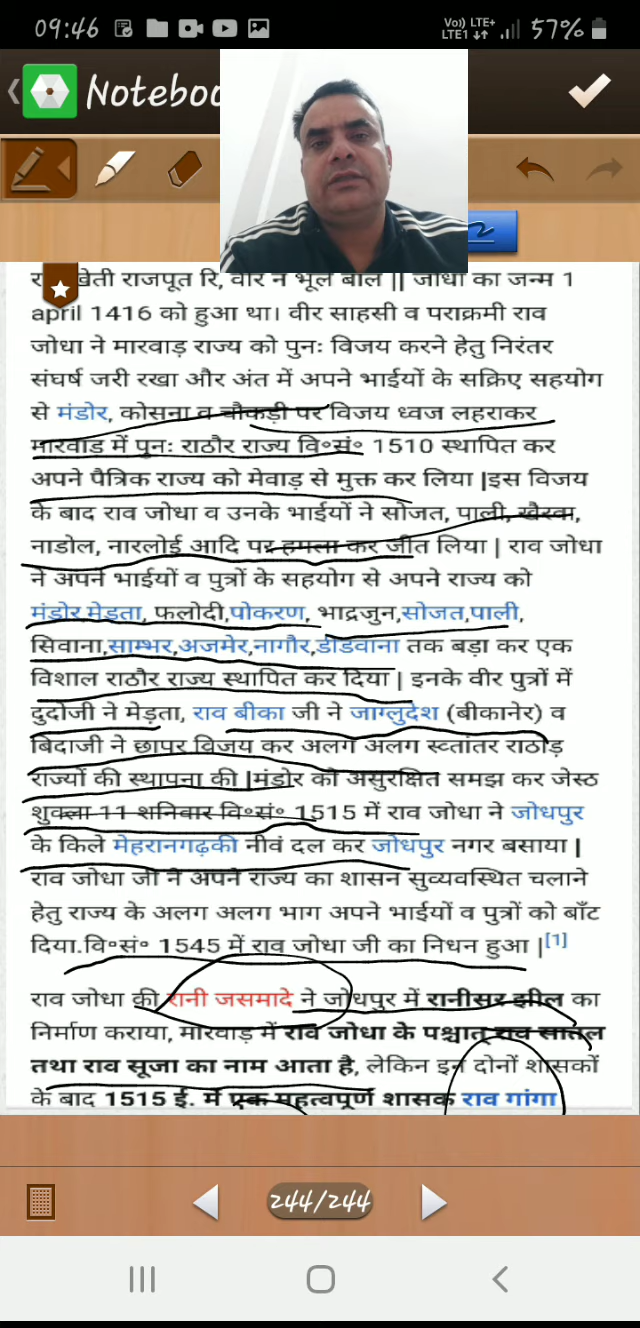 09:46
Vo)) LTE+
LTE1
57%
Noteboo
खेती राजपूत रि, वीर न भूल बोल || जोधा का जन्म 1
april 1416 को हुआ था। वीर साहसी व पराक्रमी राव
जोधा ने मारवाड़ राज्य को पुनः विजय करने हेतु निरंतर
संघर्ष जरी रखा और अंत में अपने भाईयों के सक्रिए सहयोग
से मंडोर, कोसना व चौकड़ी पर विजय ध्वज लहराकर
मारवाड में पुनः राठौर राज्य वि॰सं॰ 1510 स्थापित कर
अपने पैत्रिक राज्य को मेवाड़ से मुक्त कर लिया |इस विजय
के बाद राव जोधा व उनके भाईयों ने सोजत, पाली, खैरवा,
नाडोल, नारलोई आदि पर हमला कर जीत लिया | राव जोधा
ने अपने भाईयों व पुत्रों के सहयोग से अपने राज्य को
मंडोर,मेड़ता, फलोदी,पोकरण, भाद्रजुन,सोजत,पाली,
सिवाना,साम्भर,अजमेर,नागौर,डीडवाना तक बड़ा कर एक
विशाल राठौर राज्य स्थापित कर दिया | इनके वीर पुत्रों में
दुदोजी ने मेड़ता, राव बीका जी ने जाग्लुदेश (बीकानेर) व
बिदाजी ने छापर विजय कर अलग अलग स्व्तांतर राठोड़
राज्यों की स्थापना की |मंडोर को असुरक्षित समझ कर जेस्ठ
शुक्ला 11 शनिवार वि॰सं॰ 1515 में राव जोधा ने जोधपुर
के किले मेहरानगढ़की नीवं दल कर जोधपुर नगर बसाया |
राव जोधा जी ने अपने राज्य का शासन सुव्यवस्थित चलाने
हेतु राज्य के अलग अलग भाग अपने भाईयों व पुत्रों को बाँट
दिया.वि॰सं॰ 1545 में राव जोधा जी का निधन हुआ |[1]
राव जोधा की रानी जसमादे ने जोधपुर में रानीसर झील का
निर्माण कराया, मारवाड़ में राव जोधा के पश्चात् राव सातल
तथा राव सूजा का नाम आता है, लेकिन इन दोनों शासकों
के बाद 1515 ई. में एक महत्वपूर्ण शासक राव गांगा
244/244